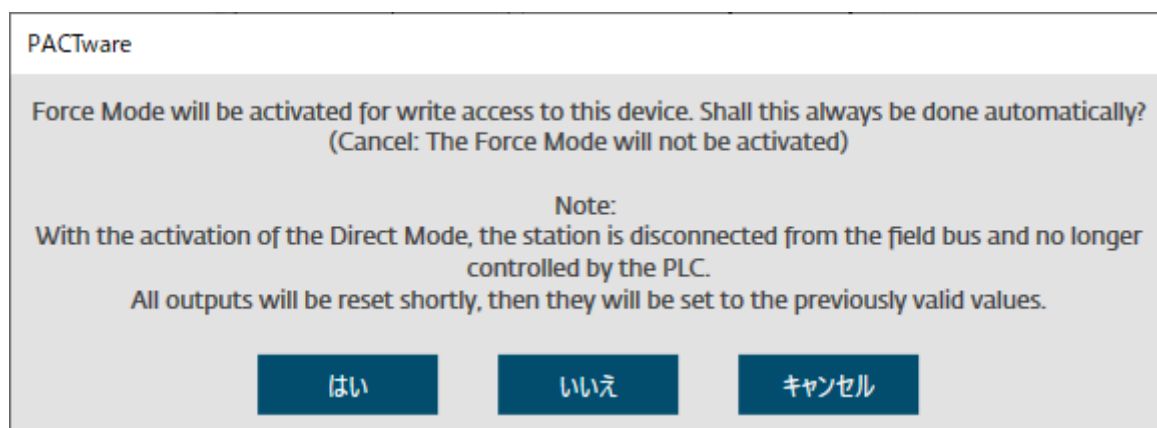 PACTware
Force Mode will be activated for write access to this device. Shall this always be done automatically?
(Cancel: The Force Mode will not be activated)
Note:
With the activation of the Direct Mode, the station is disconnected from the field bus and no longer
controlled by the PLC.
All outputs will be reset shortly, then they will be set to the previously valid values.
はい
いいえ
キャンセル